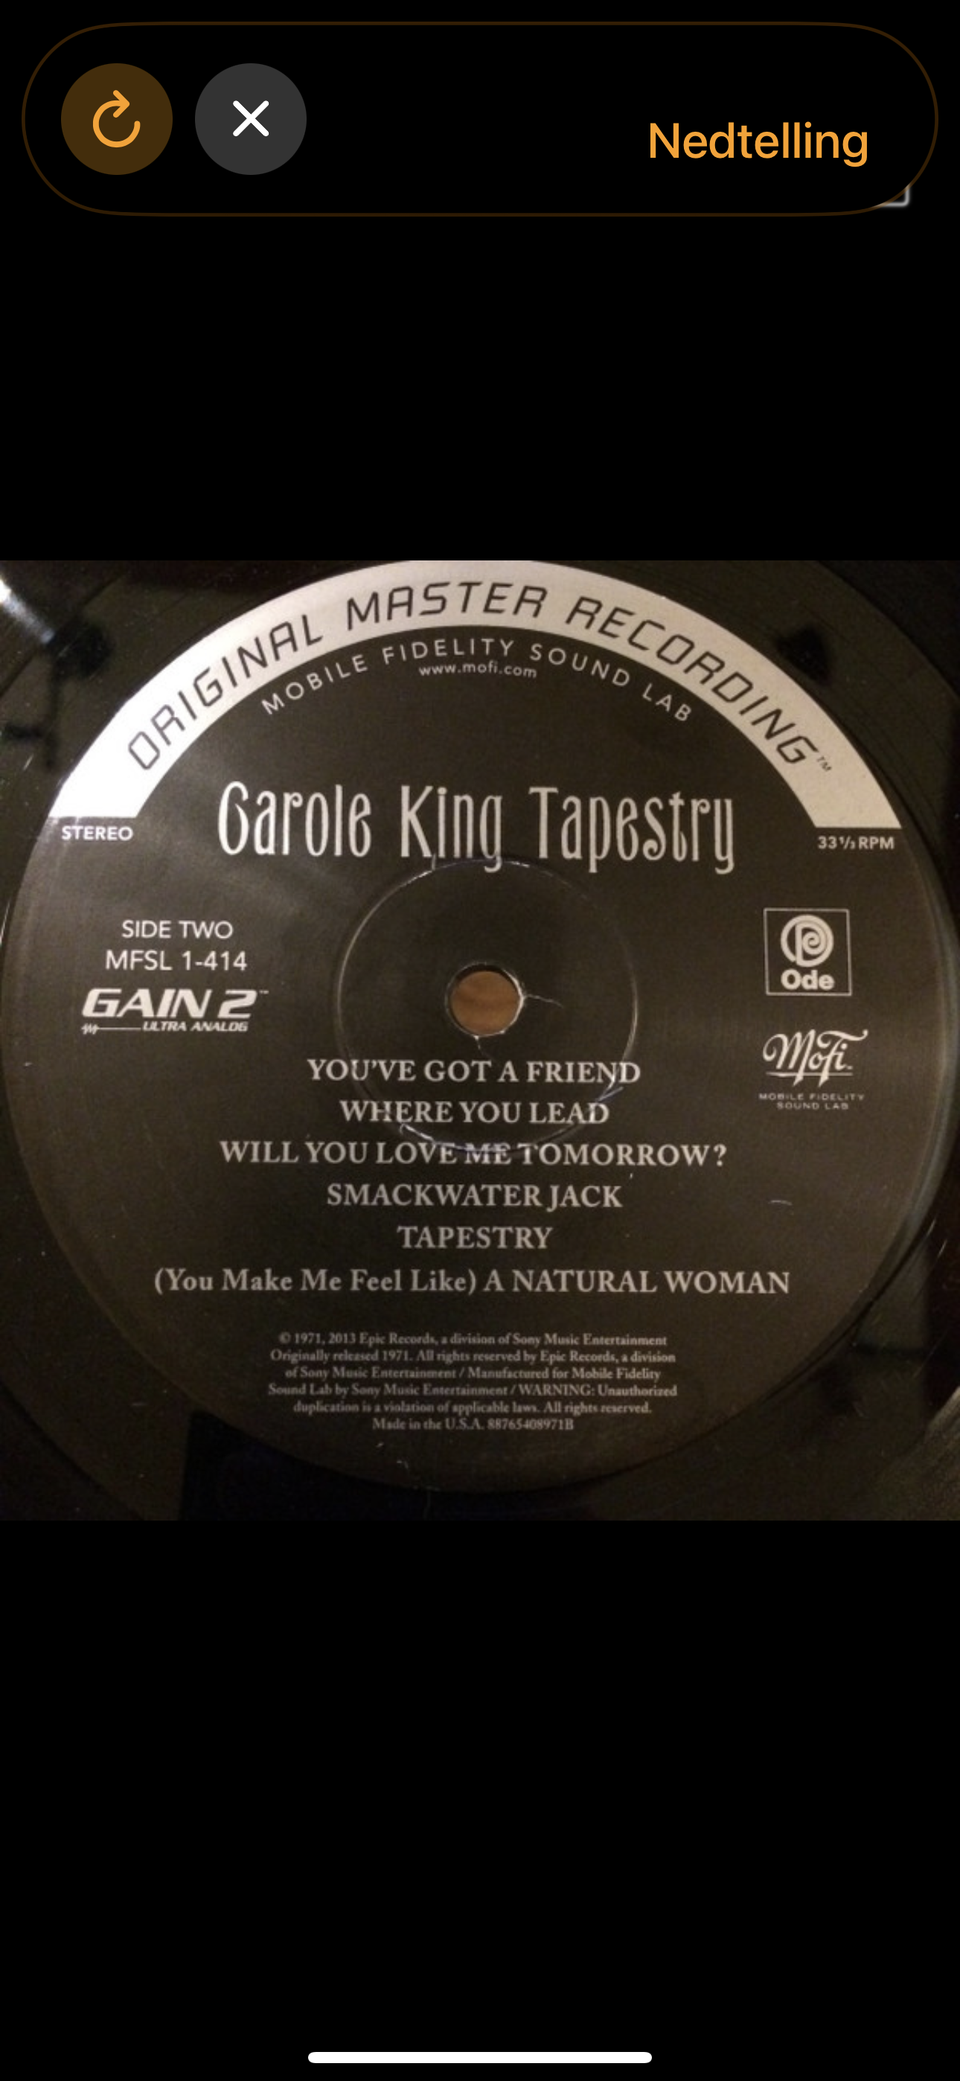 Nedtelling
ORIGINAL MASTER RECORDING™
MOBILE FIDELITY SOUND LAB
www.mofi.com
Carole King Tapestry
STEREO
33⅓ RPM
SIDE TWO
MFSL 1-414
GAIN 2™
ULTRA ANALOG
Ode
MoFi
MOBILE FIDELITY
SOUND LAB
YOU'VE GOT A FRIEND
WHERE YOU LEAD
WILL YOU LOVE ME TOMORROW?
SMACKWATER JACK
TAPESTRY
(You Make Me Feel Like) A NATURAL WOMAN
© 1971, 2013 Epic Records, a division of Sony Music Entertainment
Originally released 1971. All rights reserved by Epic Records, a division
of Sony Music Entertainment / Manufactured for Mobile Fidelity
Sound Lab by Sony Music Entertainment / WARNING: Unauthorized
duplication is a violation of applicable laws. All rights reserved.
Made in the U.S.A. 88765408971B